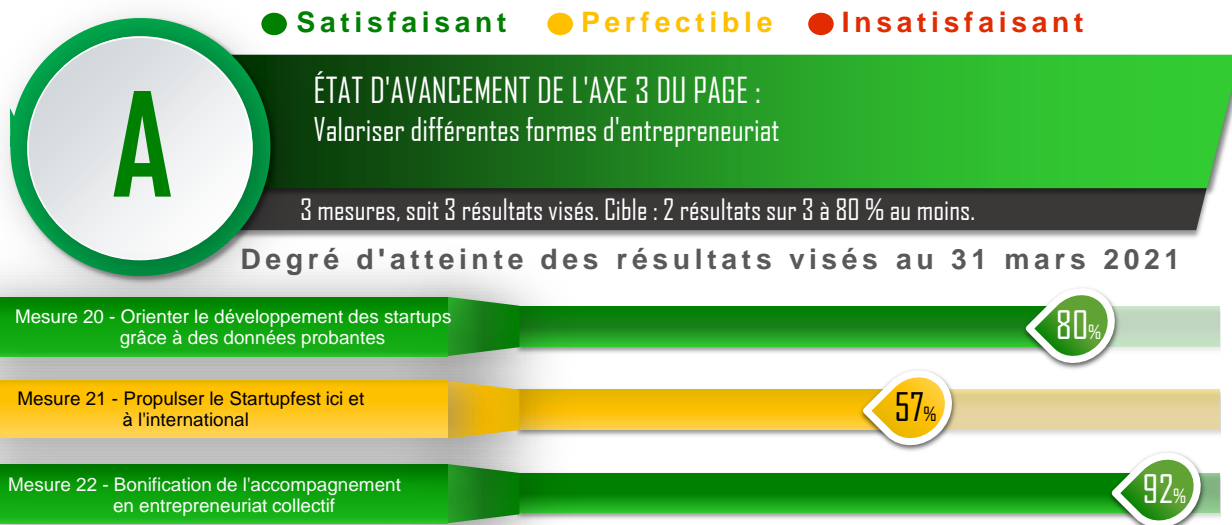 Satisfaisant Perfectible Insatisfaisant
A
ÉTAT D'AVANCEMENT DE L'AXE 3 DU PAGE :
Valoriser différentes formes d'entrepreneuriat
3 mesures, soit 3 résultats visés. Cible : 2 résultats sur 3 à 80 % au moins.
Degré d'atteinte des résultats visés au 31 mars 2021
Mesure 20 - Orienter le développement des startups
grâce à des données probantes
80%
Mesure 21 - Propulser le Startupfest ici et
à l'international
57%
Mesure 22 - Bonification de l'accompagnement
en entrepreneuriat collectif
92%